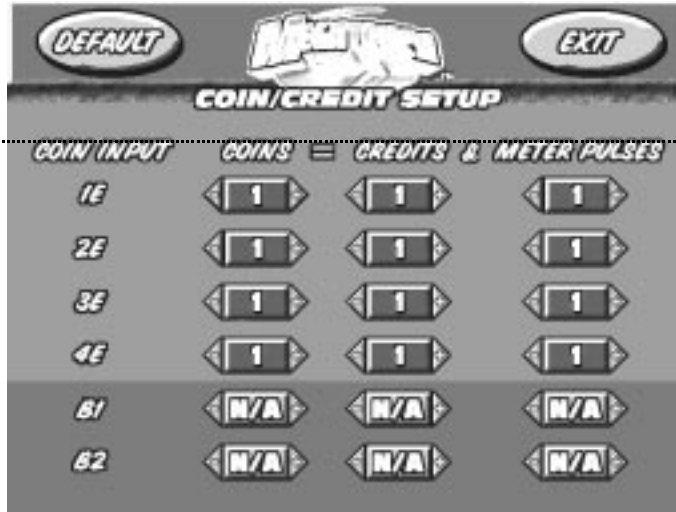 DEFAULT
EXIT
COIN/CREDIT SETUP
COIN INPUT COINS = CREDITS & METER PULSES
1E 1 1 1
2E 1 1 1
3E 1 1 1
4E 1 1 1
B1 N/A N/A N/A
B2 N/A N/A N/A